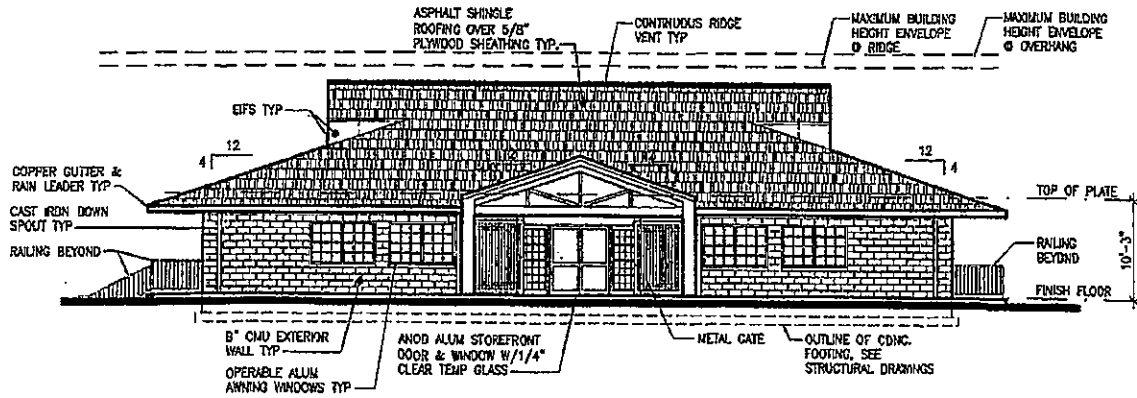 ASPHALT SHINGLE
ROOFING OVER 5/8"
PLYWOOD SHEATHING TYP.
CONTINUOUS RIDGE
VENT TYP
MAXIMUM BUILDING
HEIGHT ENVELOPE
@ RIDGE
MAXIMUM BUILDING
HEIGHT ENVELOPE
@ OVERHANG
EIFS TYP
12
4
12
4
COPPER GUTTER &
RAIN LEADER TYP
CAST IRON DOWN
SPOUT TYP
RAILING BEYOND
TOP OF PLATE
10'-3"
RAILING
BEYOND
FINISH FLOOR
8" CMU EXTERIOR
WALL TYP
OPERABLE ALUM
AWNING WINDOWS TYP
ANOD ALUM STOREFRONT
DOOR & WINDOW W/1/4"
CLEAR TEMP GLASS
METAL GATE
OUTLINE OF CONC.
FOOTING, SEE
STRUCTURAL DRAWINGS